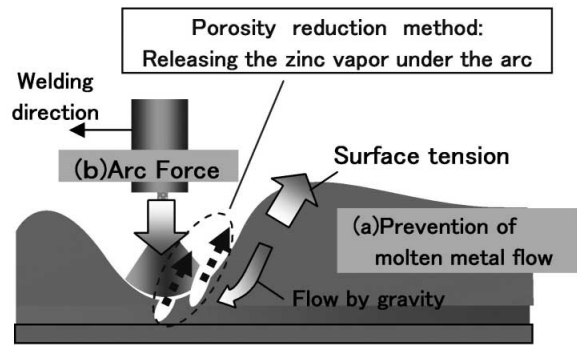 Porosity reduction method:
Releasing the zinc vapor under the arc
Welding
direction
(b)Arc Force
Surface tension
(a)Prevention of
molten metal flow
Flow by gravity